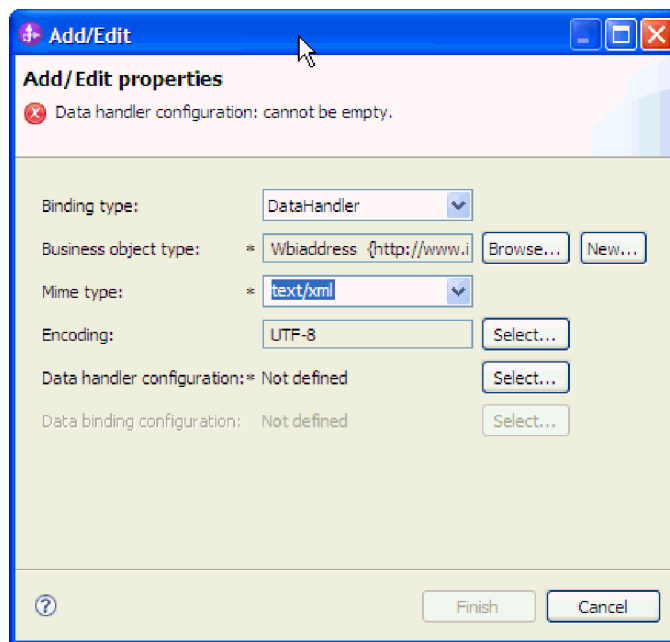 Add/Edit
Add/Edit properties
Data handler configuration: cannot be empty.
Binding type: DataHandler
Business object type: * Wbiaddress {http://www.i Browse... New...
Mime type: * text/xml
Encoding: UTF-8 Select...
Data handler configuration:* Not defined Select...
Data binding configuration: Not defined Select...
? Finish Cancel